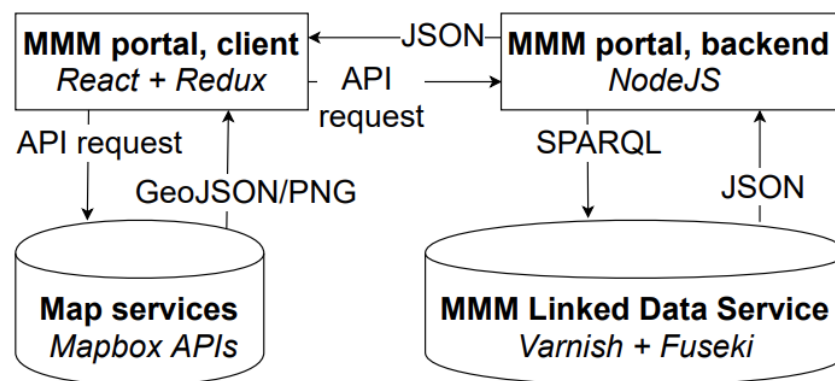 MMM portal, client
React + Redux
JSON
API
request
MMM portal, backend
NodeJS
API request
GeoJSON/PNG
SPARQL
JSON
Map services
Mapbox APIs
MMM Linked Data Service
Varnish + Fuseki